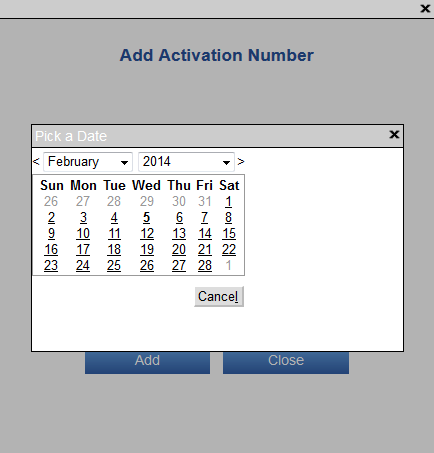 Add Activation Number
Pick a Date
< February 2014 >
Sun Mon Tue Wed Thu Fri Sat
26 27 28 29 30 31 1
2 3 4 5 6 7 8
9 10 11 12 13 14 15
16 17 18 19 20 21 22
23 24 25 26 27 28 1
Cancel
Add Close